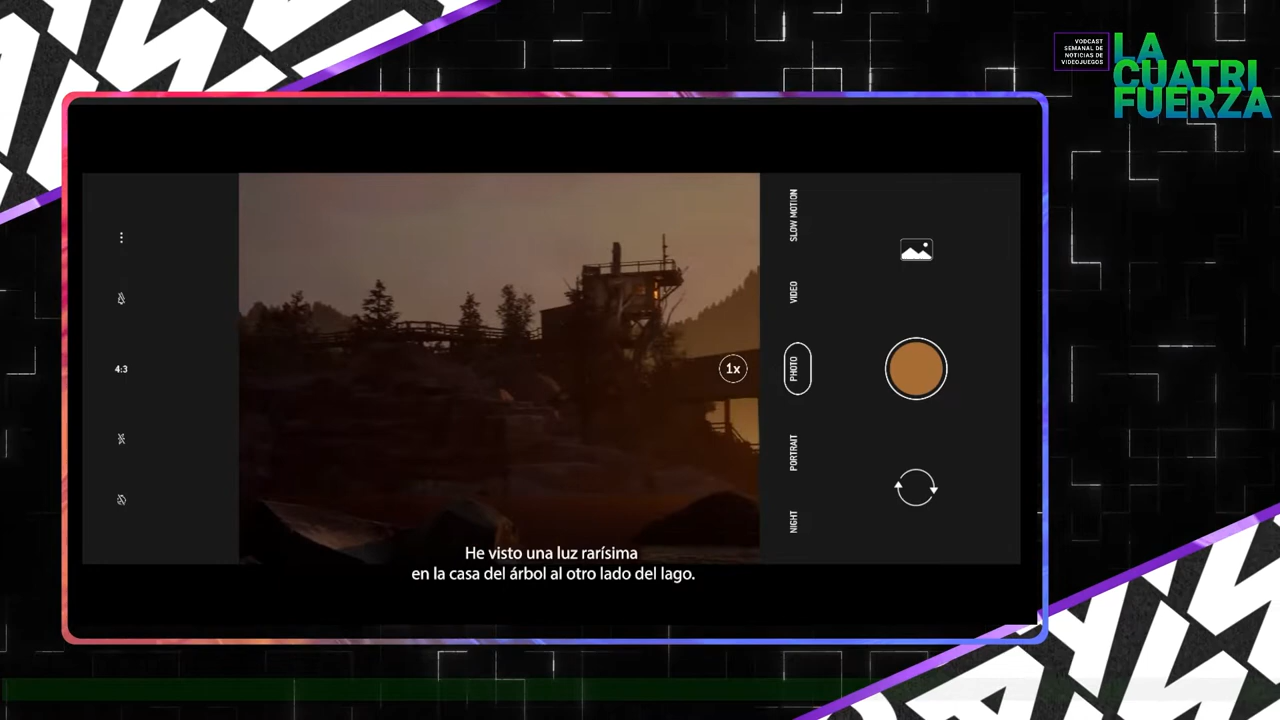 VODCAST
SEMANAL DE
NOTICIAS DE
VIDEOJUEGOS
LA
CUATRI
FUERZA
SLOW MOTION
VIDEO
4:3
1x
PHOTO
PORTRAIT
NIGHT
He visto una luz rarísima
en la casa del árbol al otro lado del lago.